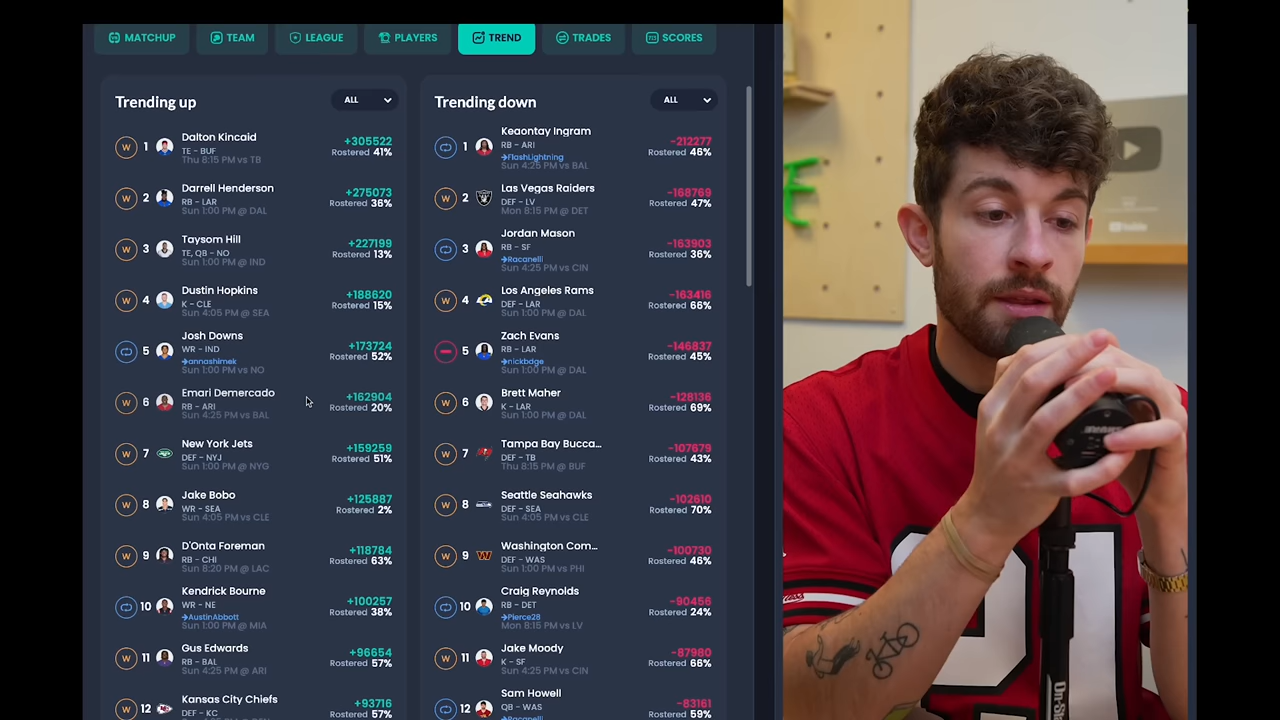 MATCHUP
TEAM
LEAGUE
PLAYERS
TREND
TRADES
SCORES
Trending up
ALL
W 1 Dalton Kincaid +305522
TE - BUF Rostered 41%
Thu 8:15 PM vs TB
W 2 Darrell Henderson +275073
RB - LAR Rostered 36%
Sun 1:00 PM @ DAL
W 3 Taysom Hill +227199
TE, QB - NO Rostered 13%
Sun 1:00 PM @ IND
W 4 Dustin Hopkins +188620
K - CLE Rostered 15%
Sun 4:05 PM @ SEA
5 Josh Downs +173724
WR - IND Rostered 52%
annashimek
Sun 1:00 PM vs NO
W 6 Emari Demercado +162904
RB - ARI Rostered 20%
Sun 4:25 PM vs BAL
W 7 New York Jets +159259
DEF - NYJ Rostered 51%
Sun 1:00 PM @ NYG
W 8 Jake Bobo +125887
WR - SEA Rostered 2%
Sun 4:05 PM vs CLE
W 9 D'Onta Foreman +118784
RB - CHI Rostered 63%
Sun 8:20 PM @ LAC
10 Kendrick Bourne +100257
WR - NE Rostered 38%
AustinAbbott
Sun 1:00 PM @ MIA
W 11 Gus Edwards +96654
RB - BAL Rostered 57%
Sun 4:25 PM @ ARI
W 12 Kansas City Chiefs +93716
DEF - KC Rostered 57%
Trending down
ALL
1 Keaontay Ingram -212277
RB - ARI Rostered 46%
FlashLightning
Sun 4:25 PM vs BAL
W 2 Las Vegas Raiders -168769
DEF - LV Rostered 47%
Mon 8:15 PM @ DET
3 Jordan Mason -163903
RB - SF Rostered 36%
Racanelli
Sun 4:25 PM vs CIN
W 4 Los Angeles Rams -163416
DEF - LAR Rostered 66%
Sun 1:00 PM @ DAL
5 Zach Evans -146837
RB - LAR Rostered 45%
nickbdge
Sun 1:00 PM @ DAL
W 6 Brett Maher -128136
K - LAR Rostered 69%
Sun 1:00 PM @ DAL
W 7 Tampa Bay Bucca... -107679
DEF - TB Rostered 43%
Thu 8:15 PM @ BUF
W 8 Seattle Seahawks -102610
DEF - SEA Rostered 70%
Sun 4:05 PM vs CLE
W 9 Washington Com... -100730
DEF - WAS Rostered 46%
Sun 1:00 PM vs PHI
10 Craig Reynolds -90456
RB - DET Rostered 24%
Pierce28
Mon 8:15 PM vs LV
W 11 Jake Moody -87980
K - SF Rostered 66%
Sun 4:25 PM vs CIN
12 Sam Howell -83161
QB - WAS Rostered 59%
Racanelli
SHURE
On-Sta